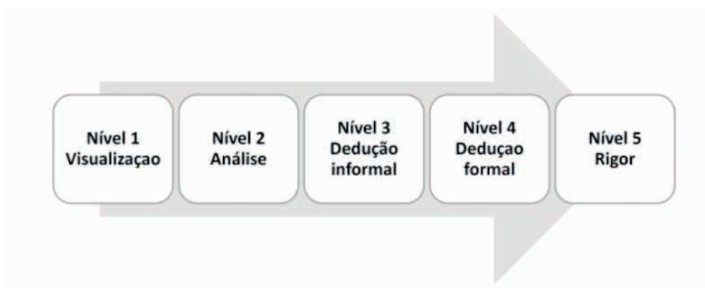 Nível 1
Visualizaçao
Nível 2
Análise
Nível 3
Dedução
informal
Nível 4
Deduçao
formal
Nível 5
Rigor